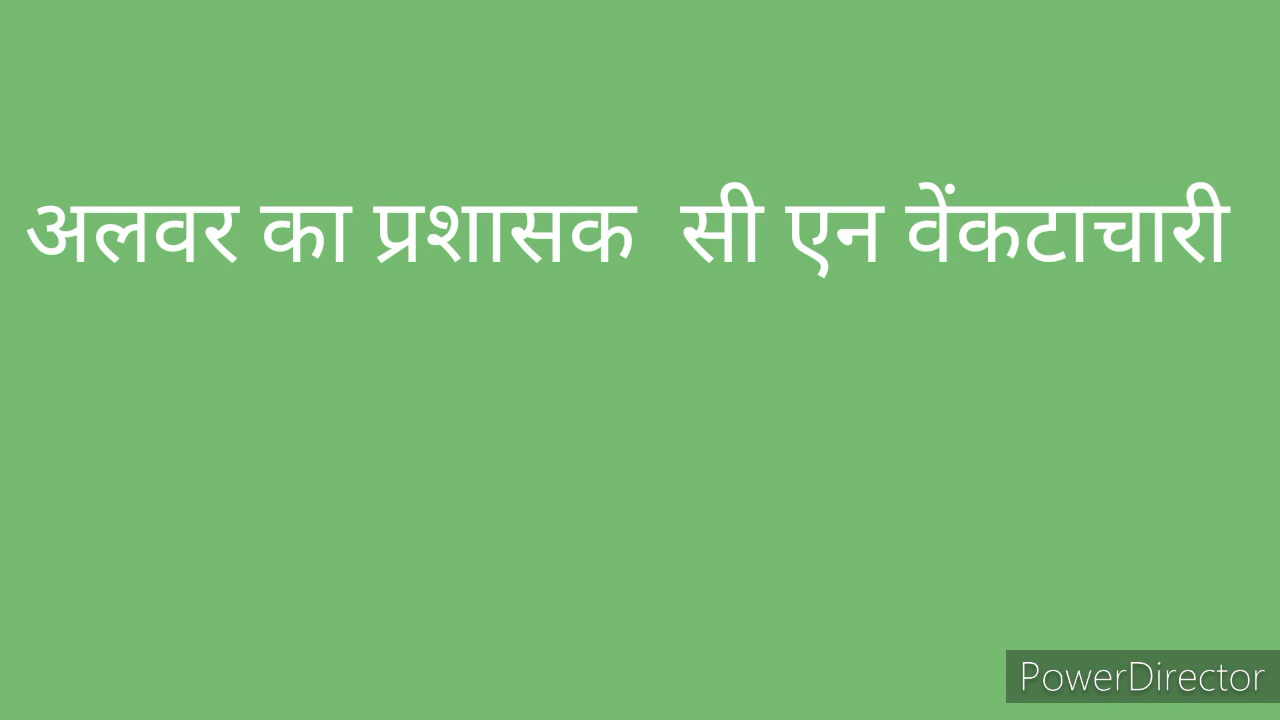 अलवर का प्रशासक  सी एन वेंकटाचारी
PowerDirector